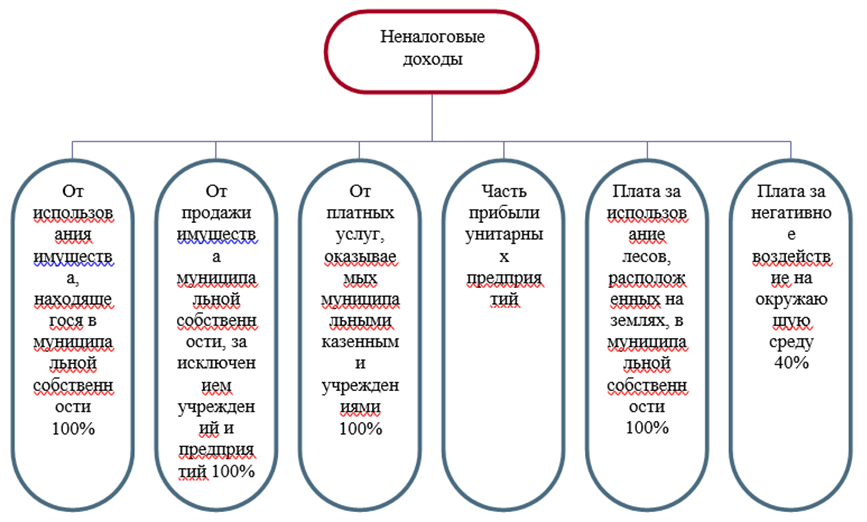 Неналоговые
доходы
От
использов
ания
имуществ
а,
находяще
гося в
муниципа
льной
собственн
ости
100%
От
продажи
имуществ
а
муниципа
льной
собственн
ости, за
исключен
ием
учрежден
ий и
предприя
тий 100%
От
платных
услуг,
оказывае
мых
муниципа
льными
казенным
и
учрежден
иями
100%
Часть
прибыли
унитарны
х
предприя
тий
Плата за
использов
ание
лесов,
располож
енных на
землях, в
муниципа
льной
собственн
ости
100%
Плата за
негативно
е
воздейств
ие на
окружаю
щую
среду
40%